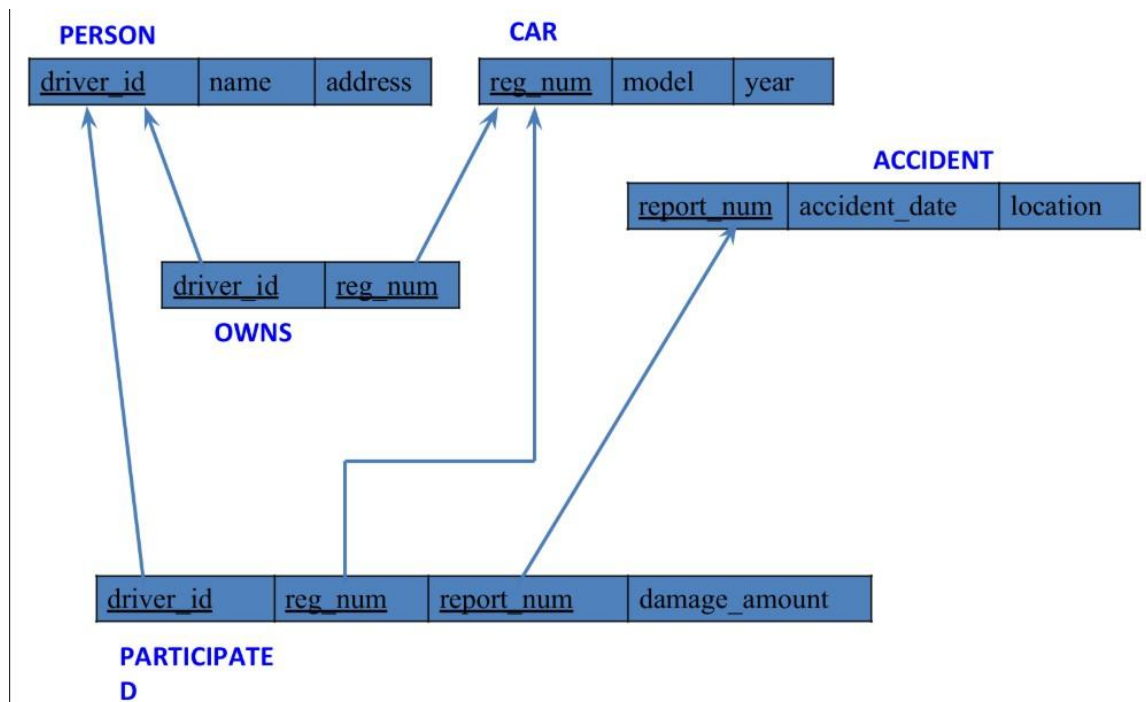 PERSON
driver_id name address
CAR
reg_num model year
ACCIDENT
report_num accident_date location
driver_id reg_num
OWNS
driver_id reg_num report_num damage_amount
PARTICIPATE
D